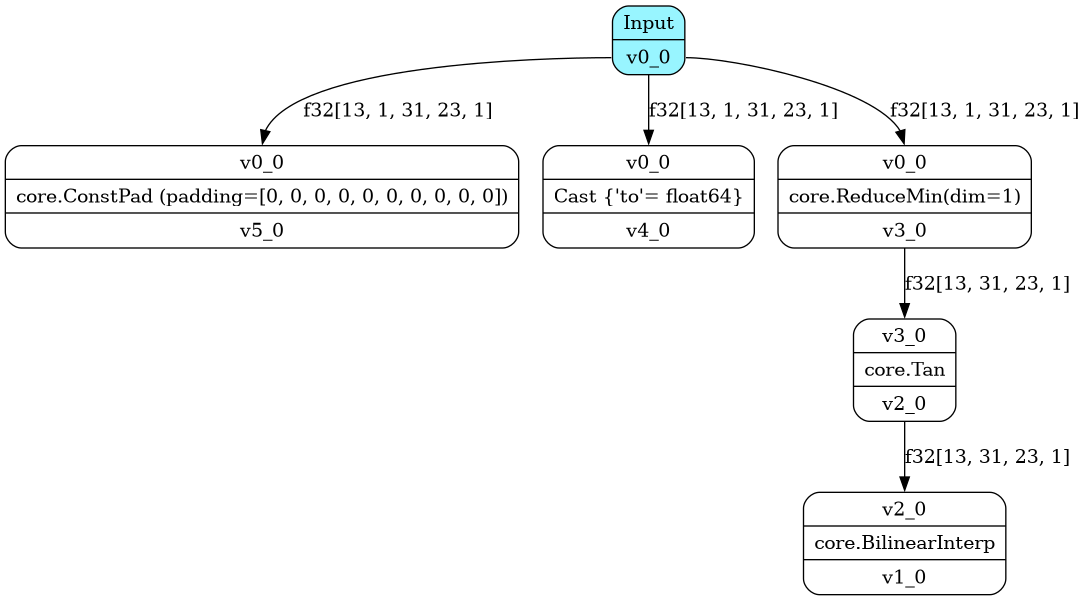 Input
v0_0
f32[13, 1, 31, 23, 1]
f32[13, 1, 31, 23, 1]
f32[13, 1, 31, 23, 1]
v0_0
core.ConstPad (padding=[0, 0, 0, 0, 0, 0, 0, 0, 0, 0])
v5_0
v0_0
Cast {'to'= float64}
v4_0
v0_0
core.ReduceMin(dim=1)
v3_0
f32[13, 31, 23, 1]
v3_0
core.Tan
v2_0
f32[13, 31, 23, 1]
v2_0
core.BilinearInterp
v1_0